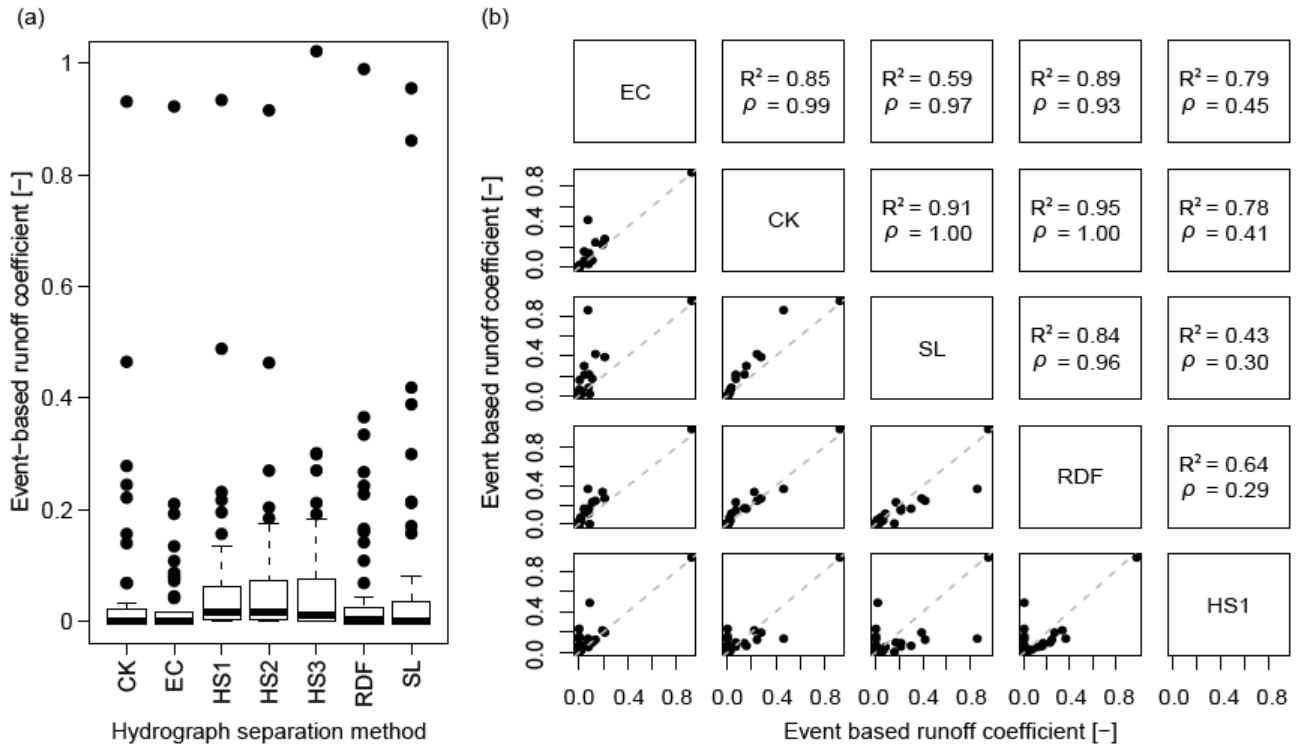 (a)
(b)
Event-based runoff coefficient [-]
1
0.8
0.6
0.4
0.2
0
CK EC HS1 HS2 HS3 RDF SL
Hydrograph separation method
EC
R² = 0.85
ρ = 0.99
R² = 0.59
ρ = 0.97
R² = 0.89
ρ = 0.93
R² = 0.79
ρ = 0.45
Event based runoff coefficient [-]
0.0 0.4 0.8
CK
R² = 0.91
ρ = 1.00
R² = 0.95
ρ = 1.00
R² = 0.78
ρ = 0.41
0.0 0.4 0.8
SL
R² = 0.84
ρ = 0.96
R² = 0.43
ρ = 0.30
0.0 0.4 0.8
RDF
R² = 0.64
ρ = 0.29
0.0 0.4 0.8
HS1
0.0 0.4 0.8
0.0 0.4 0.8
0.0 0.4 0.8
0.0 0.4 0.8
0.0 0.4 0.8
Event based runoff coefficient [-]